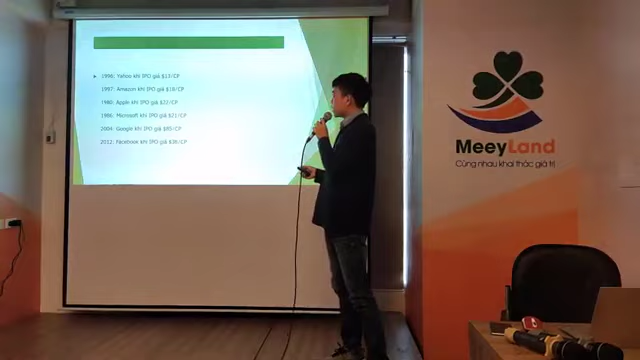 1996: Yahoo khi IPO giá $13/CP
1997: Amazon khi IPO giá $18/CP
1980: Apple khi IPO giá $22/CP
1986: Microsoft khi IPO giá $21/CP
2004: Google khi IPO giá $85/CP
2012: Facebook khi IPO giá $38/CP
MeeyLand
Cùng nhau khai thác giá trị